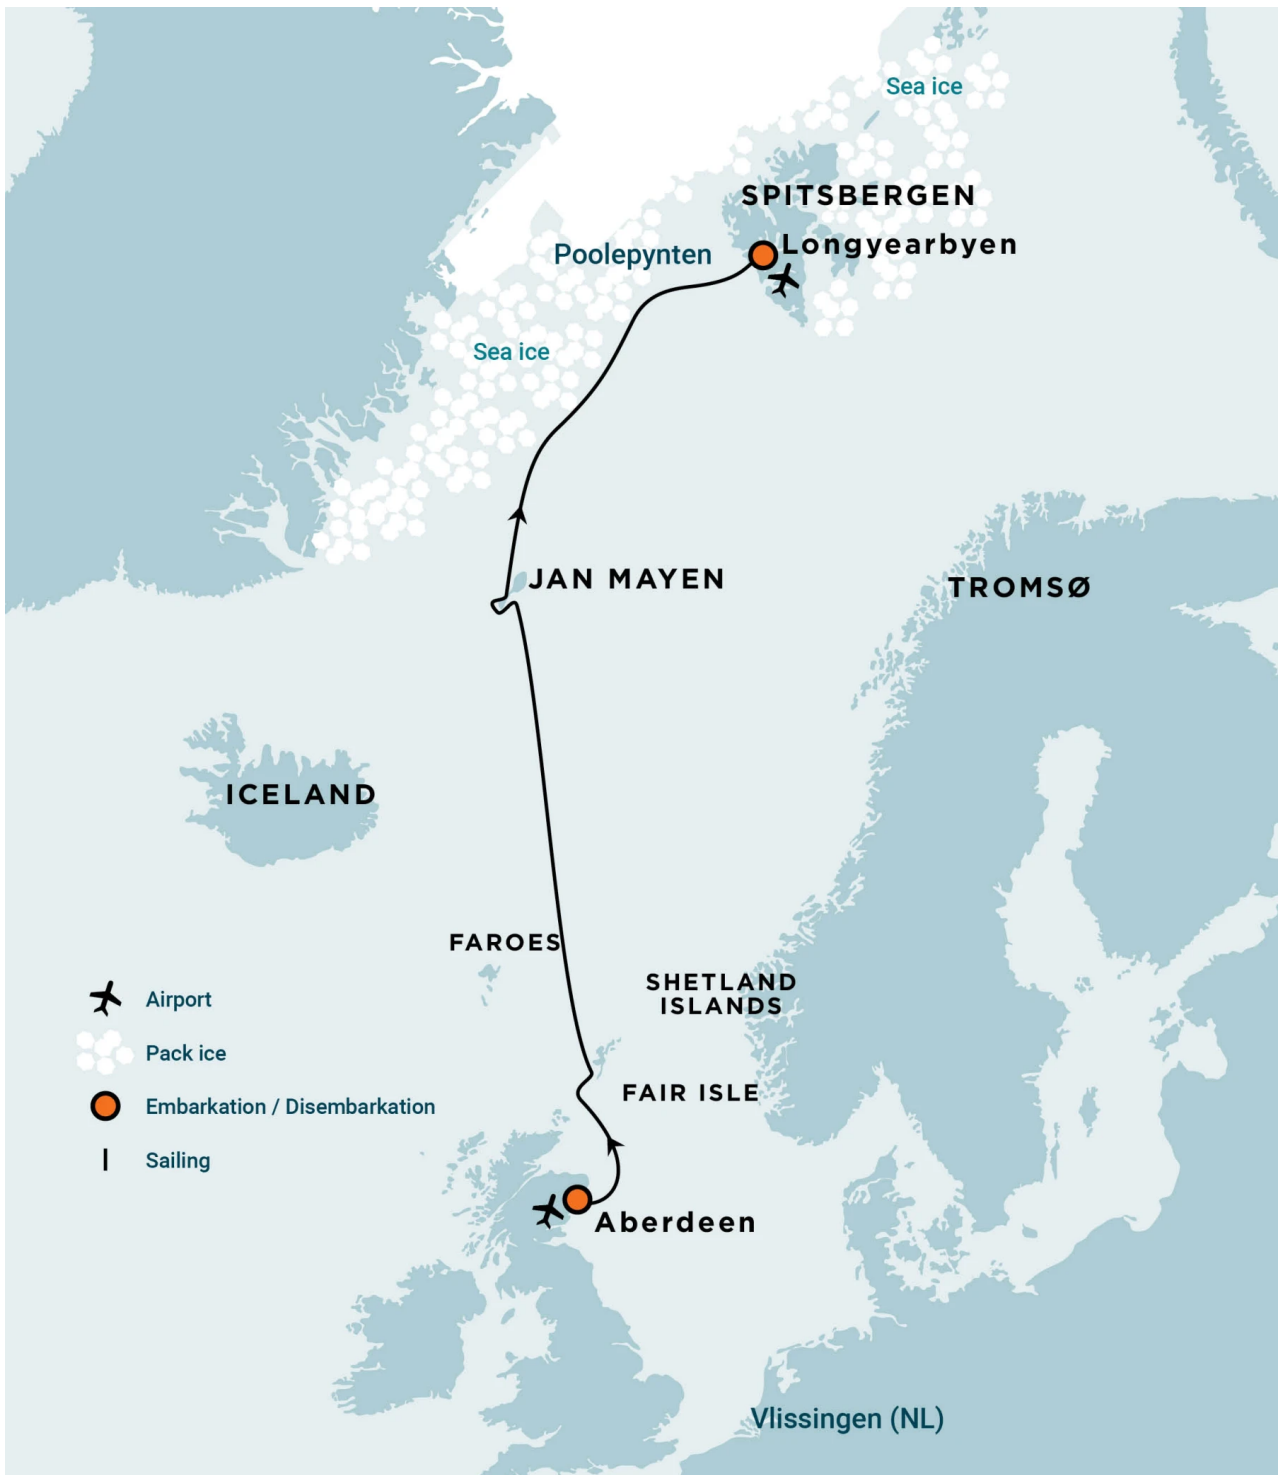 Sea ice
SPITSBERGEN
Longyearbyen
Poolepynten
Sea ice
JAN MAYEN
TROMSØ
ICELAND
FAROES
SHETLAND
ISLANDS
FAIR ISLE
Aberdeen
Airport
Pack ice
Embarkation / Disembarkation
Sailing
Vlissingen (NL)